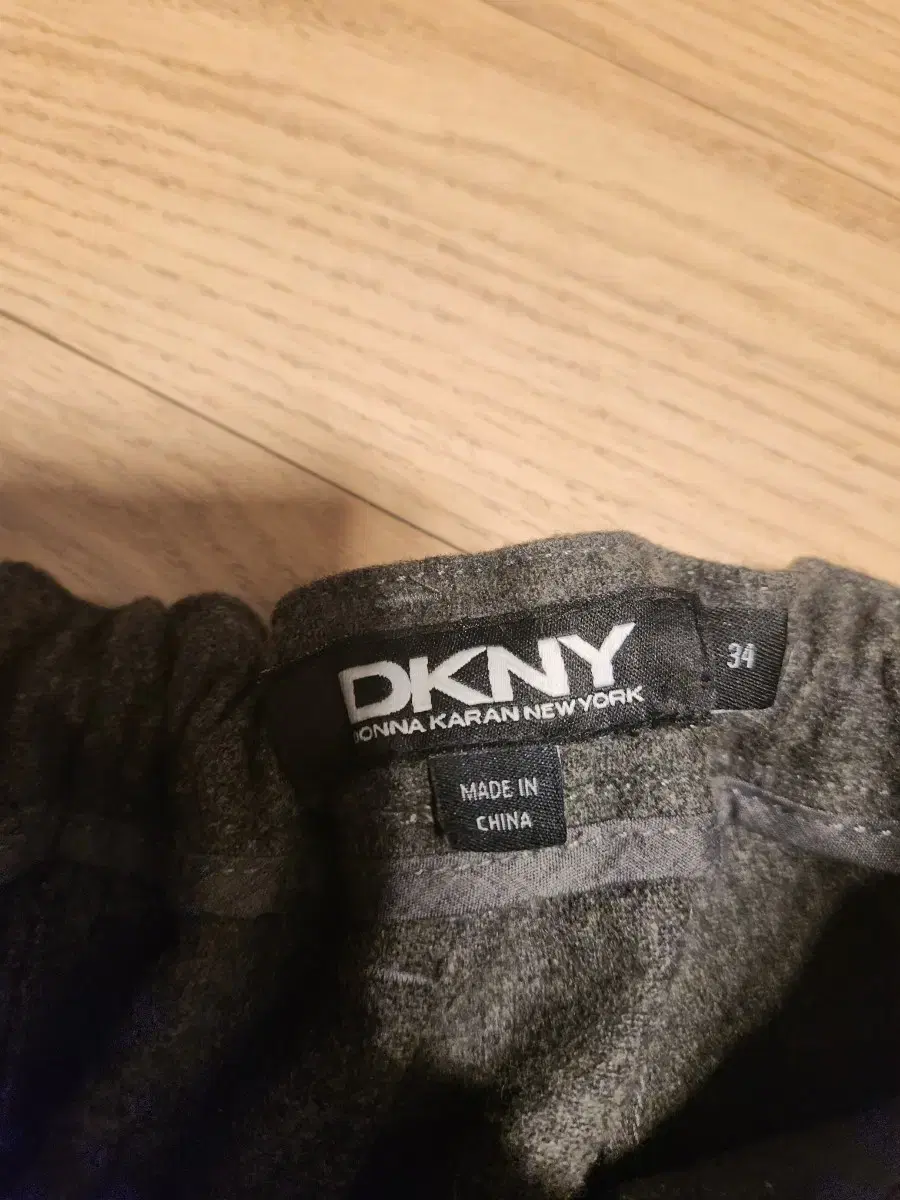 DKNY
DONNA KARAN NEW YORK
34
MADE IN
CHINA